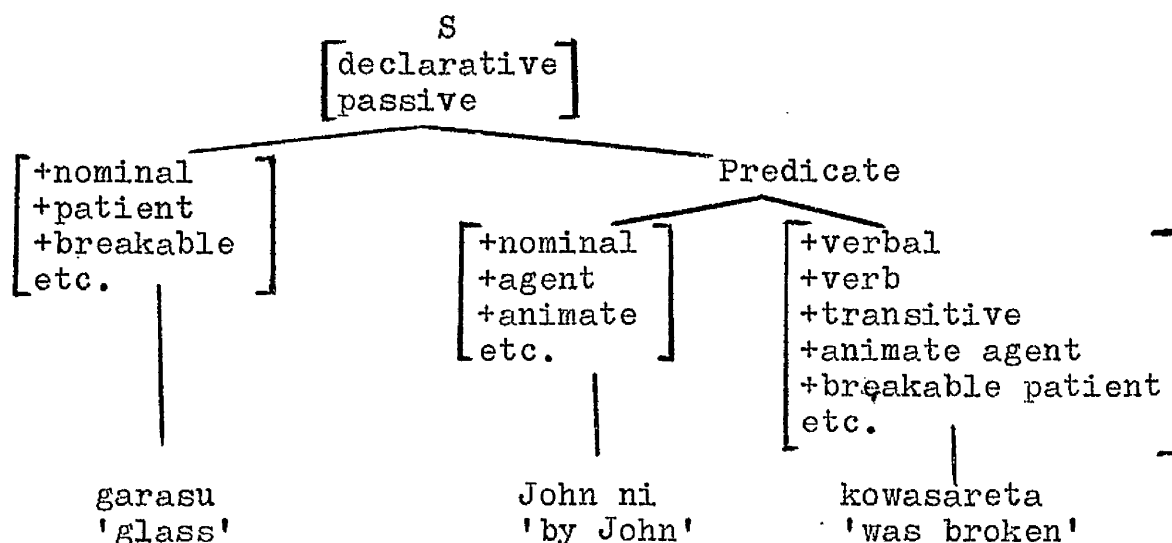 S
declarative
passive
+nominal
+patient
+breakable
etc.
Predicate
+nominal
+agent
+animate
etc.
+verbal
+verb
+transitive
+animate agent
+breakable patient
etc.
garasu
'glass'
John ni
'by John'
kowasareta
'was broken'